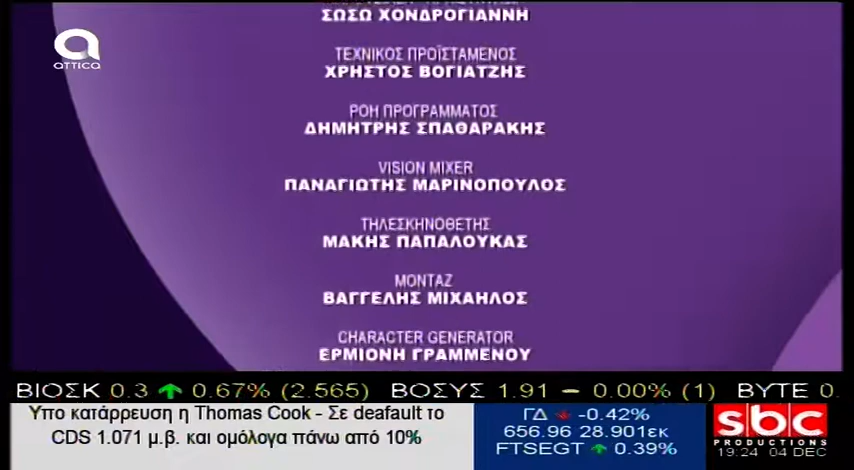 ΣΩΣΩ ΧΟΝΔΡΟΓΙΑΝΝΗ
ATTICA
ΤΕΧΝΙΚΟΣ ΠΡΟΪΣΤΑΜΕΝΟΣ
ΧΡΗΣΤΟΣ ΒΟΓΙΑΤΖΗΣ
ΡΟΗ ΠΡΟΓΡΑΜΜΑΤΟΣ
ΔΗΜΗΤΡΗΣ ΣΠΑΘΑΡΑΚΗΣ
VISION MIXER
ΠΑΝΑΓΙΩΤΗΣ ΜΑΡΙΝΟΠΟΥΛΟΣ
ΤΗΛΕΣΚΗΝΟΘΕΤΗΣ
ΜΑΚΗΣ ΠΑΠΑΛΟΥΚΑΣ
ΜΟΝΤΑΖ
ΒΑΓΓΕΛΗΣ ΜΙΧΑΗΛΟΣ
CHARACTER GENERATOR
ΕΡΜΙΟΝΗ ΓΡΑΜΜΕΝΟΥ
ΒΙΟΣΚ 0.3 0.67% (2.565) ΒΟΣΥΣ 1.91 0.00% (1) BYTE 0.
Υπο κατάρρευση η Thomas Cook - Σε deafault το
CDS 1.071 μ.β. και ομόλογα πάνω από 10%
ΓΔ -0.42%
656.96 28.901εκ
FTSEGT 0.39%
sbc
PRODUCTIONS
19:24 04 DEC